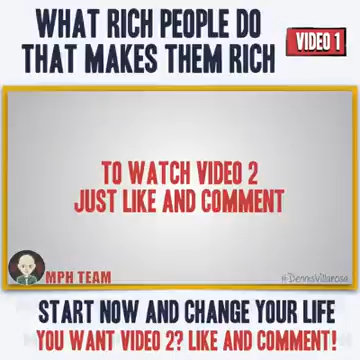 WHAT RICH PEOPLE DO
THAT MAKES THEM RICH
VIDEO 1
TO WATCH VIDEO 2
JUST LIKE AND COMMENT
MPH TEAM
#DennisVillarosa
START NOW AND CHANGE YOUR LIFE
YOU WANT VIDEO 2? LIKE AND COMMENT!